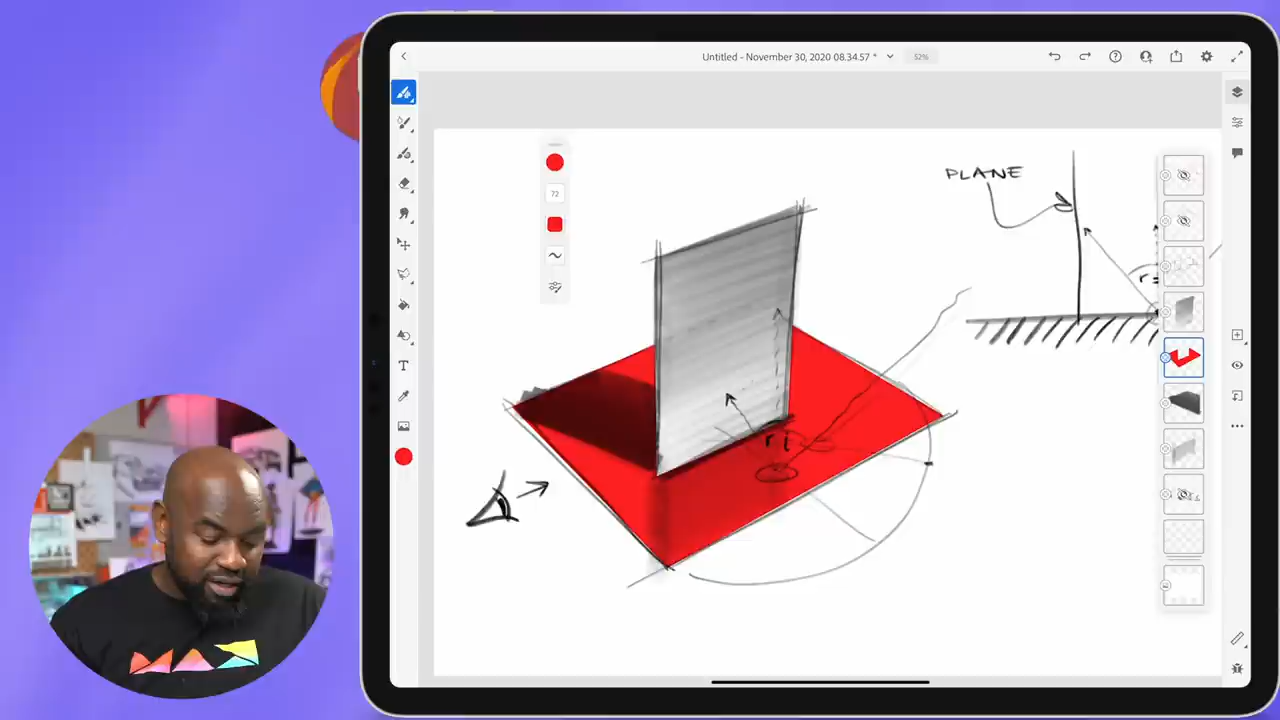 Untitled - November 30, 2020 08.34.57 *
52%
72
PLANE
r=
r i
T